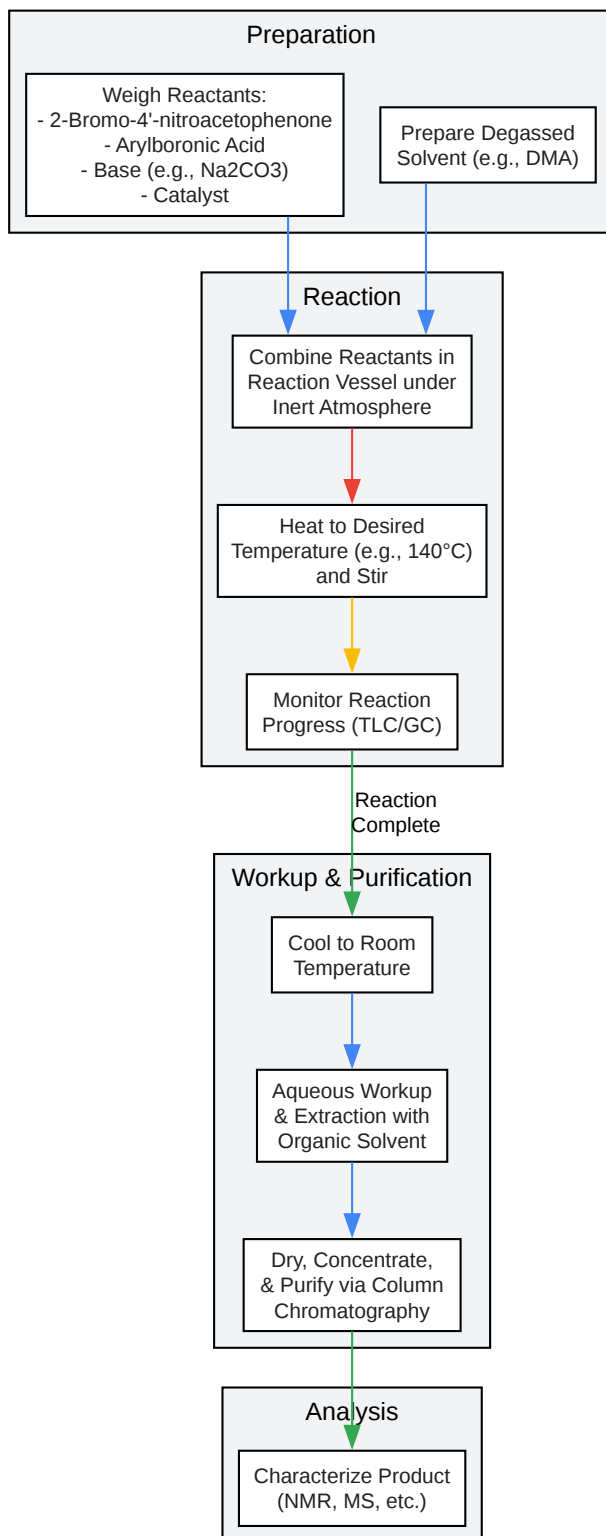 Preparation
Weigh Reactants:
- 2-Bromo-4'-nitroacetophenone
- Arylboronic Acid
- Base (e.g., Na2CO3)
- Catalyst
Prepare Degassed
Solvent (e.g., DMA)
Reaction
Combine Reactants in
Reaction Vessel under
Inert Atmosphere
Heat to Desired
Temperature (e.g., 140°C)
and Stir
Monitor Reaction
Progress (TLC/GC)
Reaction
Complete
Workup & Purification
Cool to Room
Temperature
Aqueous Workup
& Extraction with
Organic Solvent
Dry, Concentrate,
& Purify via Column
Chromatography
Analysis
Characterize Product
(NMR, MS, etc.)